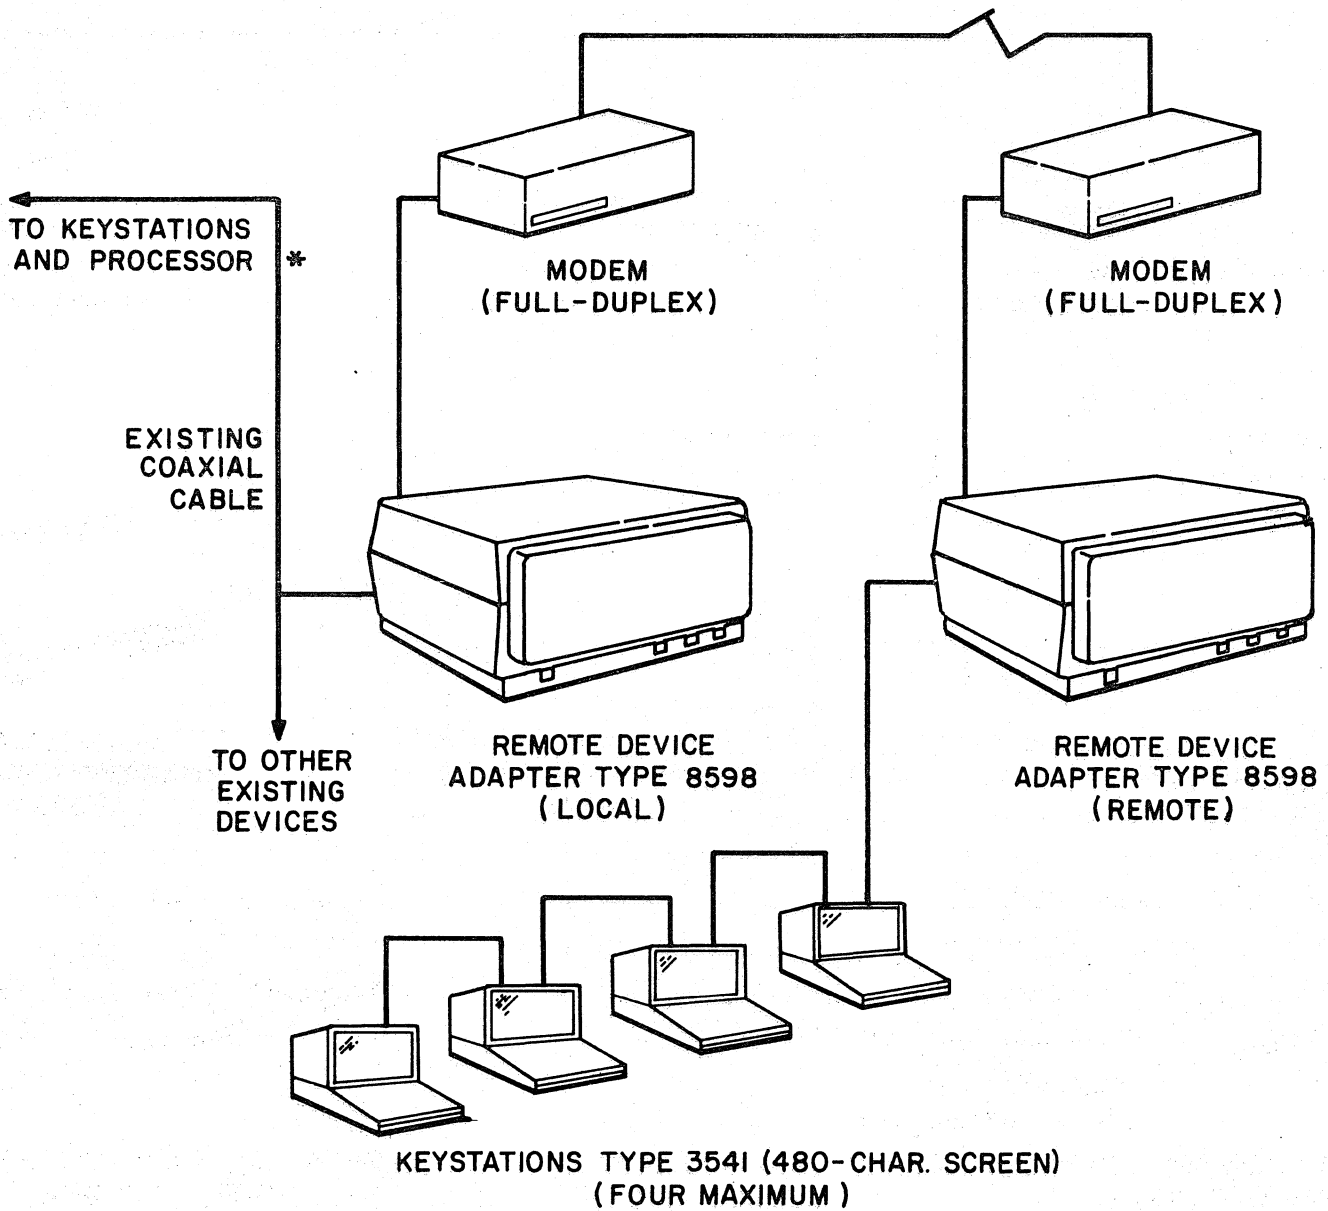 TO KEYSTATIONS
AND PROCESSOR *
MODEM
(FULL-DUPLEX)
MODEM
(FULL-DUPLEX)
EXISTING
COAXIAL
CABLE
TO OTHER
EXISTING
DEVICES
REMOTE DEVICE
ADAPTER TYPE 8598
(LOCAL)
REMOTE DEVICE
ADAPTER TYPE 8598
(REMOTE)
KEYSTATIONS TYPE 3541 (480-CHAR. SCREEN)
(FOUR MAXIMUM)